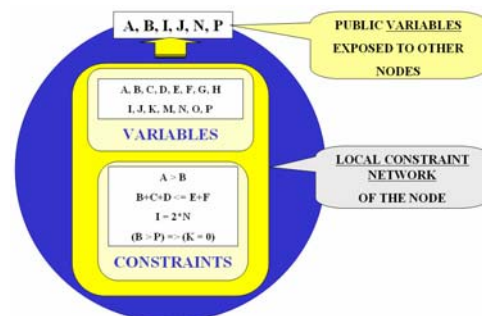 A, B, I, J, N, P
PUBLIC VARIABLES
EXPOSED TO OTHER
NODES
A, B, C, D, E, F, G, H
I, J, K, M, N, O, P
VARIABLES
LOCAL CONSTRAINT
NETWORK
OF THE NODE
A > B
B+C+D <= E+F
I = 2*N
(B > P) => (K = 0)
CONSTRAINTS